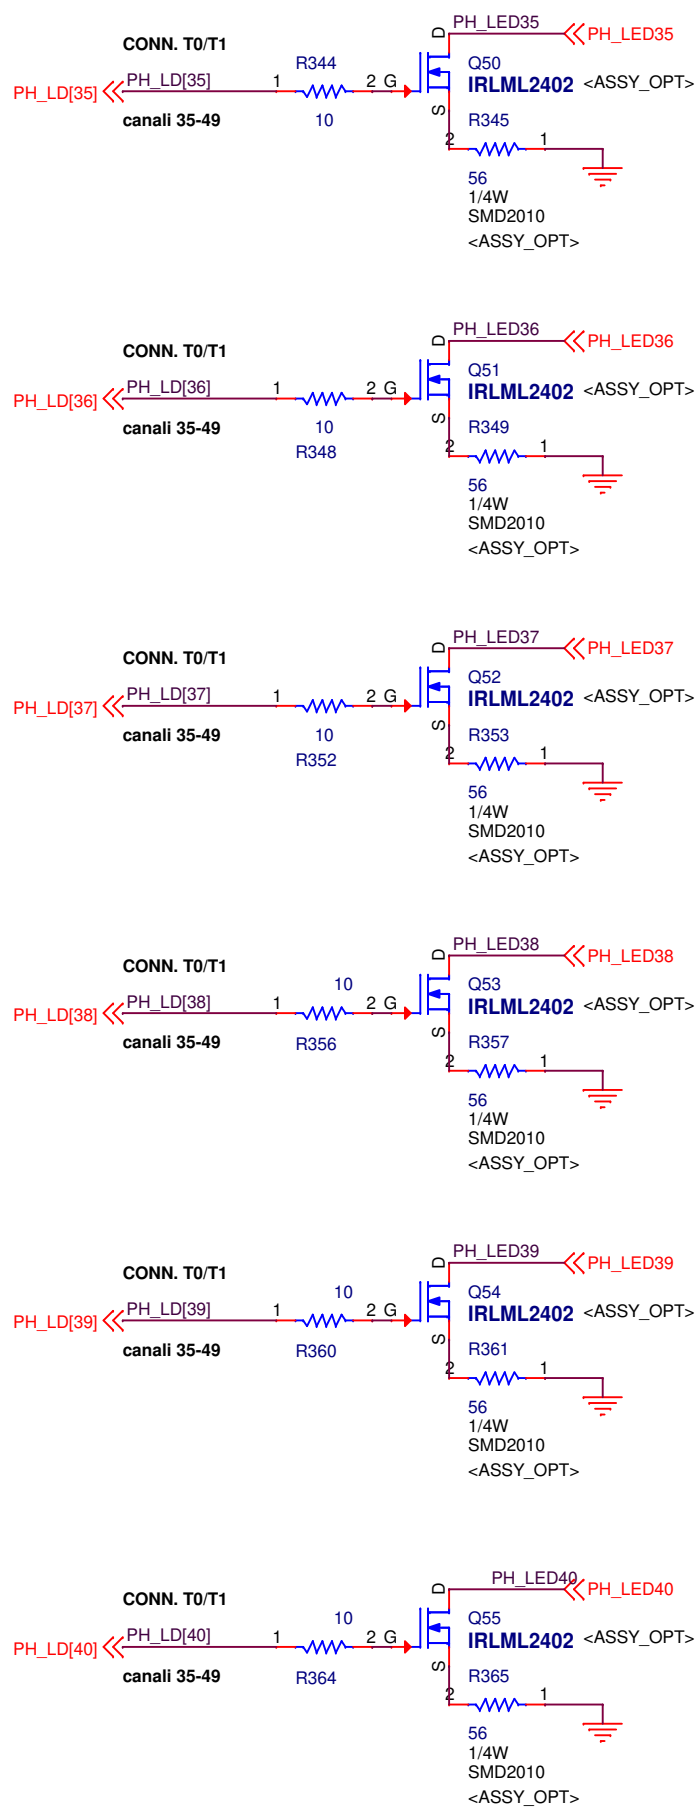 PH_LED35
PH_LED35
D
CONN. T0/T1
R344
Q50
IRLML2402
<ASSY_OPT>
PH_LD[35]
PH_LD[35]
1
2
G
S
canali 35-49
10
R345
2
1
56
1/4W
SMD2010
<ASSY_OPT>
PH_LED36
PH_LED36
D
CONN. T0/T1
Q51
IRLML2402
<ASSY_OPT>
PH_LD[36]
PH_LD[36]
1
2
G
S
canali 35-49
10
R348
R349
2
1
56
1/4W
SMD2010
<ASSY_OPT>
PH_LED37
PH_LED37
D
CONN. T0/T1
Q52
IRLML2402
<ASSY_OPT>
PH_LD[37]
PH_LD[37]
1
2
G
S
canali 35-49
10
R352
R353
2
1
56
1/4W
SMD2010
<ASSY_OPT>
PH_LED38
PH_LED38
D
CONN. T0/T1
10
Q53
IRLML2402
<ASSY_OPT>
PH_LD[38]
PH_LD[38]
1
2
G
S
canali 35-49
R356
R357
2
1
56
1/4W
SMD2010
<ASSY_OPT>
PH_LED39
PH_LED39
D
CONN. T0/T1
10
Q54
IRLML2402
<ASSY_OPT>
PH_LD[39]
PH_LD[39]
1
2
G
S
canali 35-49
R360
R361
2
1
56
1/4W
SMD2010
<ASSY_OPT>
PH_LED40
PH_LED40
D
CONN. T0/T1
10
Q55
IRLML2402
<ASSY_OPT>
PH_LD[40]
PH_LD[40]
1
2
G
S
canali 35-49
R364
R365
2
1
56
1/4W
SMD2010
<ASSY_OPT>